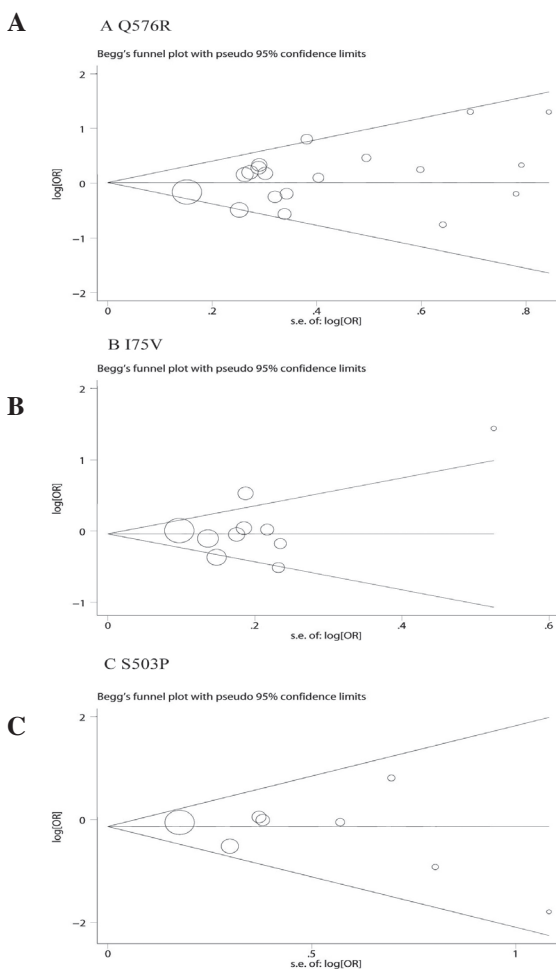 A
A Q576R
Begg's funnel plot with pseudo 95% confidence limits
2
1
0
−1
−2
log[OR]
0 .2 .4 .6 .8
s.e. of: log[OR]
B I75V
B
Begg's funnel plot with pseudo 95% confidence limits
2
1
0
−1
log[OR]
0 .2 .4 .6
s.e. of: log[OR]
C S503P
C
Begg's funnel plot with pseudo 95% confidence limits
2
0
−2
log[OR]
0 .5 1
s.e. of: log[OR]